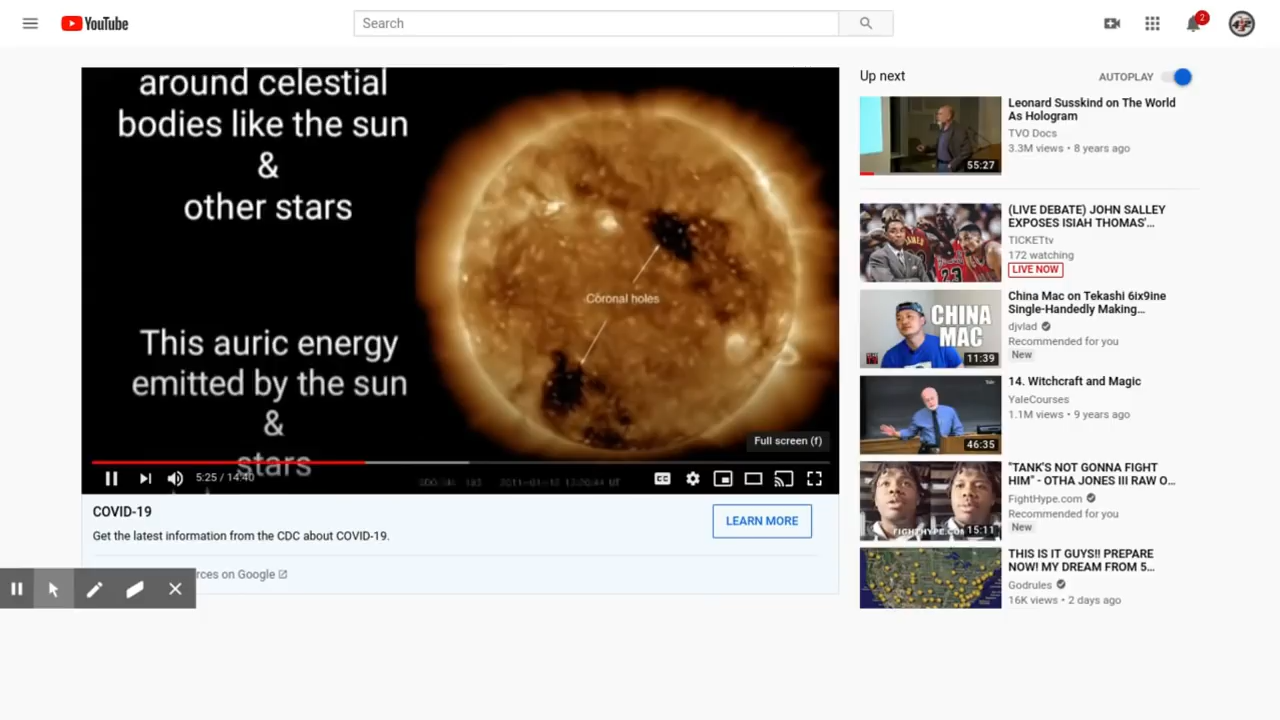 YouTube
Search
2
around celestial
bodies like the sun
&
other stars
This auric energy
emitted by the sun
&
stars
Coronal holes
Full screen (f)
5:25 / 14:40
CC
COVID-19
Get the latest information from the CDC about COVID-19.
LEARN MORE
rces on Google
Up next
AUTOPLAY
Leonard Susskind on The World
As Hologram
TVO Docs
3.3M views • 8 years ago
55:27
(LIVE DEBATE) JOHN SALLEY
EXPOSES ISIAH THOMAS'...
TICKETtv
172 watching
LIVE NOW
23
China Mac on Tekashi 6ix9ine
Single-Handedly Making...
djvlad
Recommended for you
New
CHINA
MAC
11:39
14. Witchcraft and Magic
YaleCourses
1.1M views • 9 years ago
46:35
"TANK'S NOT GONNA FIGHT
HIM" - OTHA JONES III RAW O...
FightHype.com
Recommended for you
New
FIGHTHYPE.COM
15:11
THIS IS IT GUYS!! PREPARE
NOW! MY DREAM FROM 5...
Godrules
16K views • 2 days ago